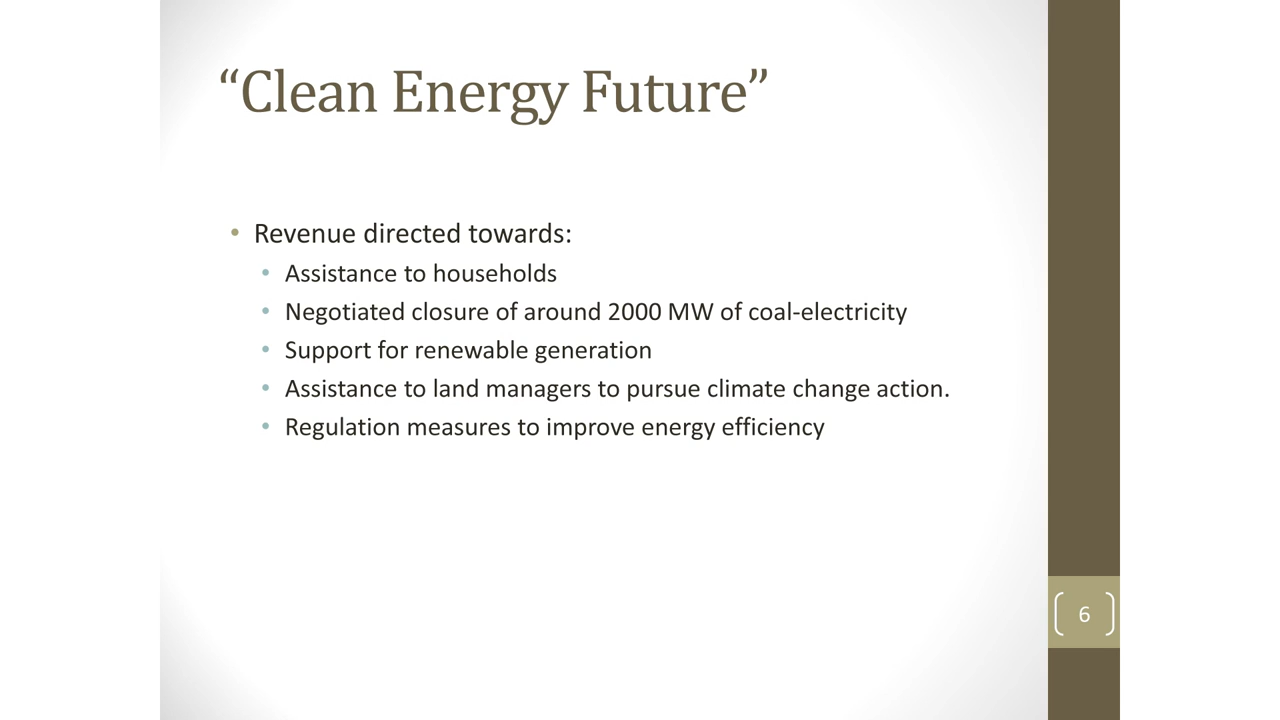 “Clean Energy Future”
• Revenue directed towards:
• Assistance to households
• Negotiated closure of around 2000 MW of coal-electricity
• Support for renewable generation
• Assistance to land managers to pursue climate change action.
• Regulation measures to improve energy efficiency
6